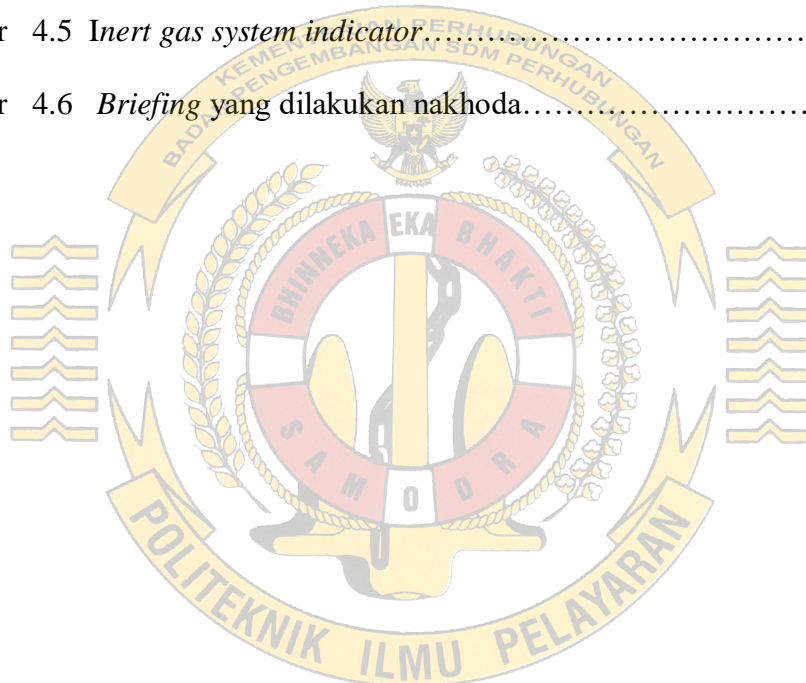 r 4.5 Inert gas system indicator…………………………………
KEMENTERIAN PERHUBUNGAN
BADAN PENGEMBANGAN SDM PERHUBUNGAN
r 4.6 Briefing yang dilakukan nakhoda…………………………
BHINNEKA EKA BHAKTI
SAMODRA
POLITEKNIK ILMU PELAYARAN